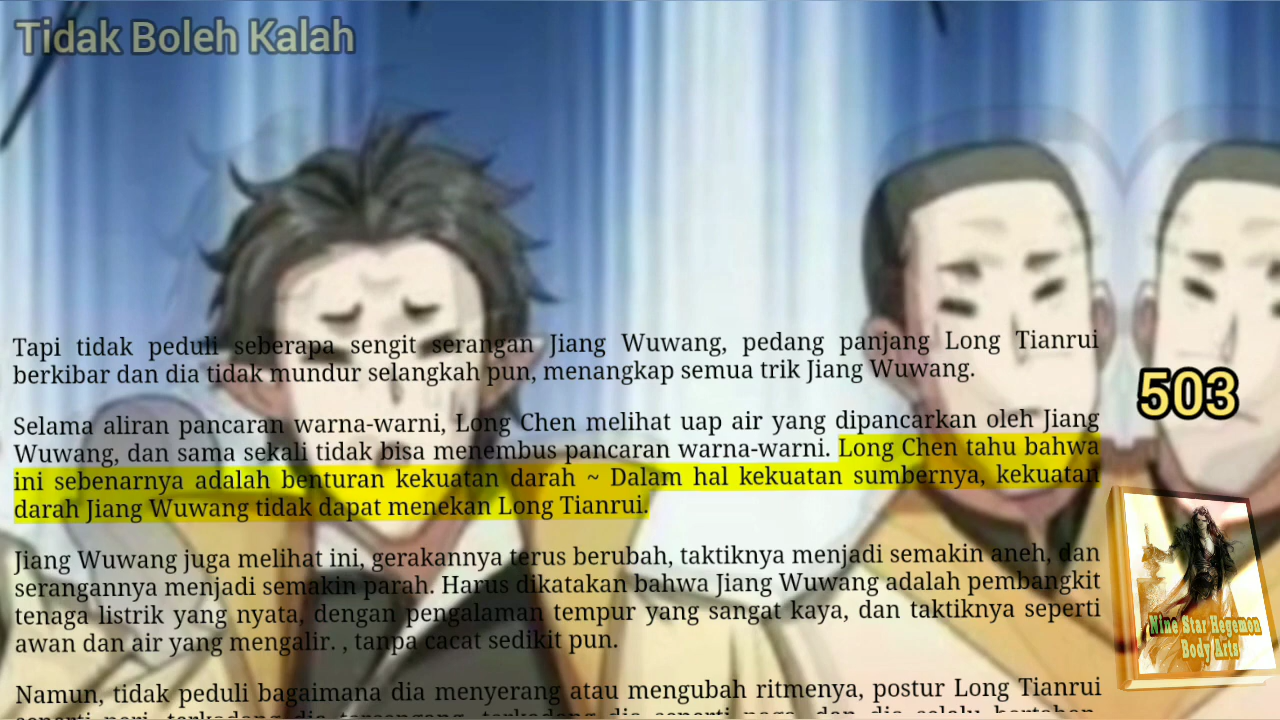 Tidak Boleh Kalah
Tapi tidak peduli seberapa sengit serangan Jiang Wuwang, pedang panjang Long Tianrui
berkibar dan dia tidak mundur selangkah pun, menangkap semua trik Jiang Wuwang.
503
Selama aliran pancaran warna-warni, Long Chen melihat uap air yang dipancarkan oleh Jiang
Wuwang, dan sama sekali tidak bisa menembus pancaran warna-warni. Long Chen tahu bahwa
ini sebenarnya adalah benturan kekuatan darah ~ Dalam hal kekuatan sumbernya, kekuatan
darah Jiang Wuwang tidak dapat menekan Long Tianrui.
Jiang Wuwang juga melihat ini, gerakannya terus berubah, taktiknya menjadi semakin aneh, dan
serangannya menjadi semakin parah. Harus dikatakan bahwa Jiang Wuwang adalah pembangkit
tenaga listrik yang nyata, dengan pengalaman tempur yang sangat kaya, dan taktiknya seperti
awan dan air yang mengalir. , tanpa cacat sedikit pun.
Nine Star Hegemon
Body Arts
Namun, tidak peduli bagaimana dia menyerang atau mengubah ritmenya, postur Long Tianrui